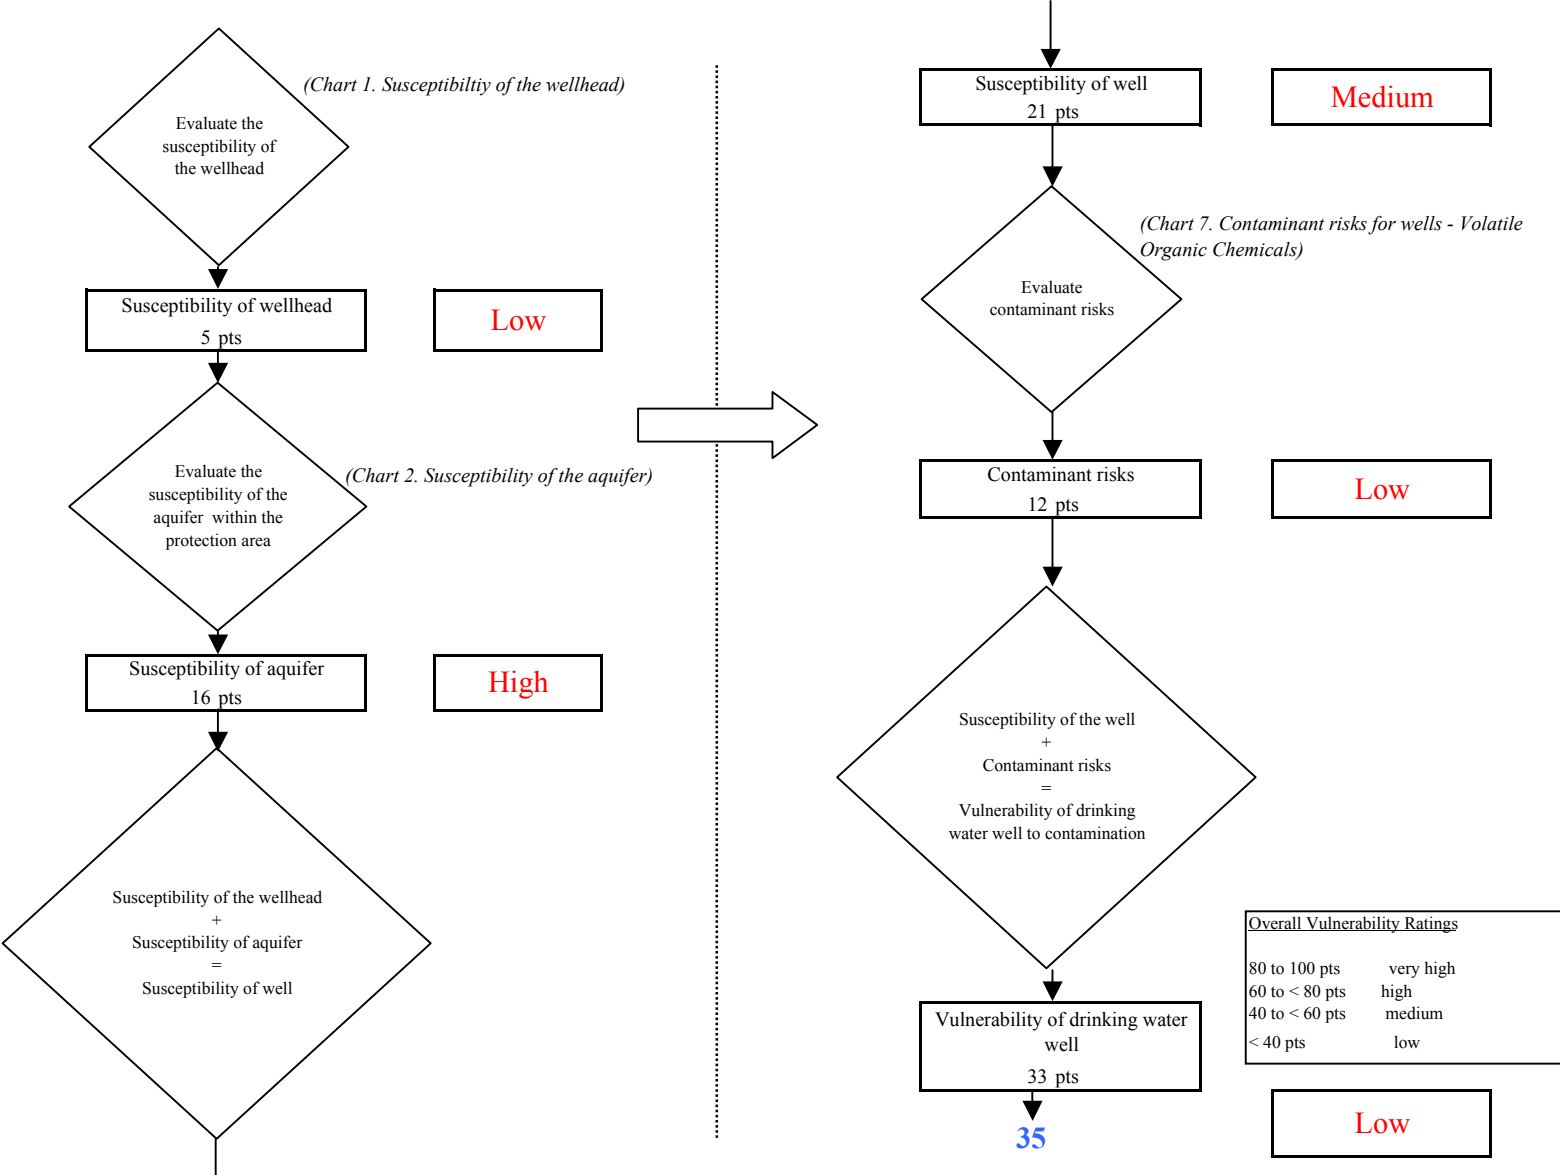 (Chart 1. Susceptibiltiy of the wellhead)
Evaluate the
susceptibility of
the wellhead
Susceptibility of wellhead
5 pts
Low
Evaluate the
susceptibility of the
aquifer within the
protection area
(Chart 2. Susceptibility of the aquifer)
Susceptibility of aquifer
16 pts
High
Susceptibility of the wellhead
+
Susceptibility of aquifer
=
Susceptibility of well
Susceptibility of well
21 pts
Medium
(Chart 7. Contaminant risks for wells - Volatile
Organic Chemicals)
Evaluate
contaminant risks
Contaminant risks
12 pts
Low
Susceptibility of the well
+
Contaminant risks
=
Vulnerability of drinking
water well to contamination
Overall Vulnerability Ratings
80 to 100 pts very high
60 to < 80 pts high
40 to < 60 pts medium
< 40 pts low
Vulnerability of drinking water
well
33 pts
35
Low